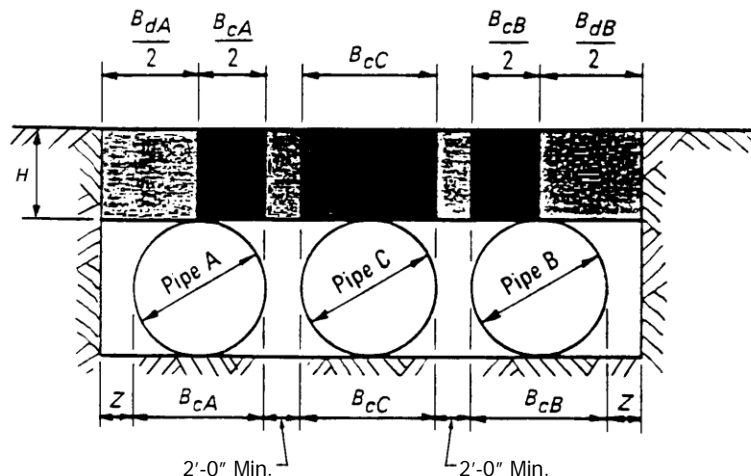 B_dA/2 B_cA/2 B_cC B_cB/2 B_dB/2
H
Pipe A Pipe C Pipe B
Z B_cA B_cC B_cB Z
2'-0" Min. 2'-0" Min.